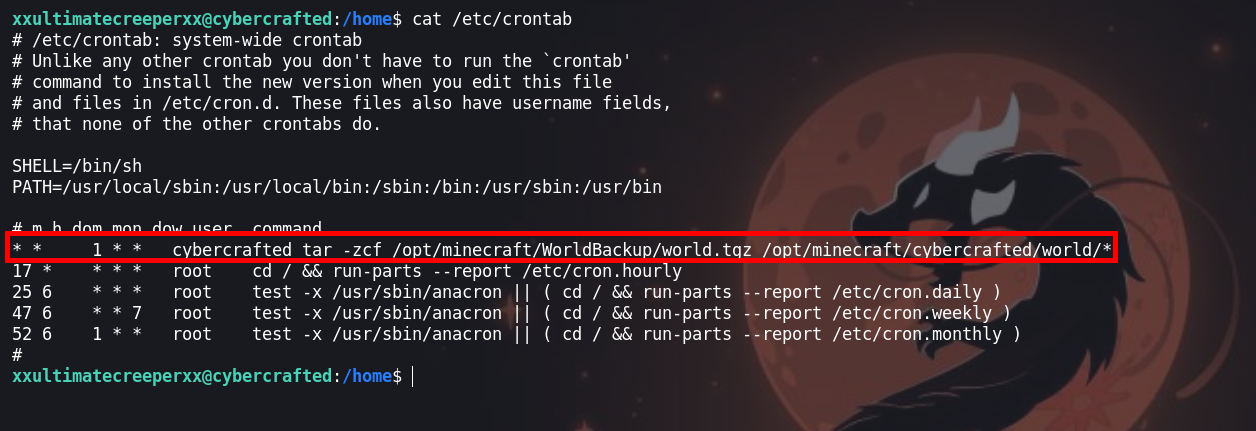 xxultimatecreeperxx@cybercrafted:/home$ cat /etc/crontab
# /etc/crontab: system-wide crontab
# Unlike any other crontab you don't have to run the `crontab'
# command to install the new version when you edit this file
# and files in /etc/cron.d. These files also have username fields,
# that none of the other crontabs do.
SHELL=/bin/sh
PATH=/usr/local/sbin:/usr/local/bin:/sbin:/bin:/usr/sbin:/usr/bin
# m h dom mon dow user  command
* *     1 * *   cybercrafted tar -zcf /opt/minecraft/WorldBackup/world.tgz /opt/minecraft/cybercrafted/world/*
17 *    * * *   root    cd / && run-parts --report /etc/cron.hourly
25 6    * * *   root    test -x /usr/sbin/anacron || ( cd / && run-parts --report /etc/cron.daily )
47 6    * * 7   root    test -x /usr/sbin/anacron || ( cd / && run-parts --report /etc/cron.weekly )
52 6    1 * *   root    test -x /usr/sbin/anacron || ( cd / && run-parts --report /etc/cron.monthly )
#
xxultimatecreeperxx@cybercrafted:/home$